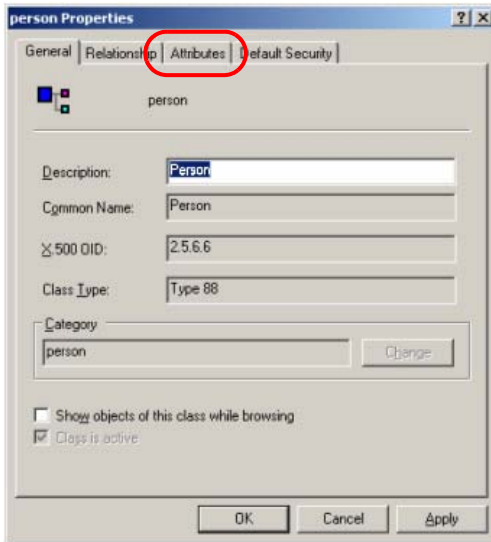 person Properties ? ×
General Relationship Attributes Default Security
person
Description: Person
Common Name: Person
X.500 OID: 2.5.6.6
Class Type: Type 88
Category
person Change
Show objects of this class while browsing
Class is active
OK Cancel Apply